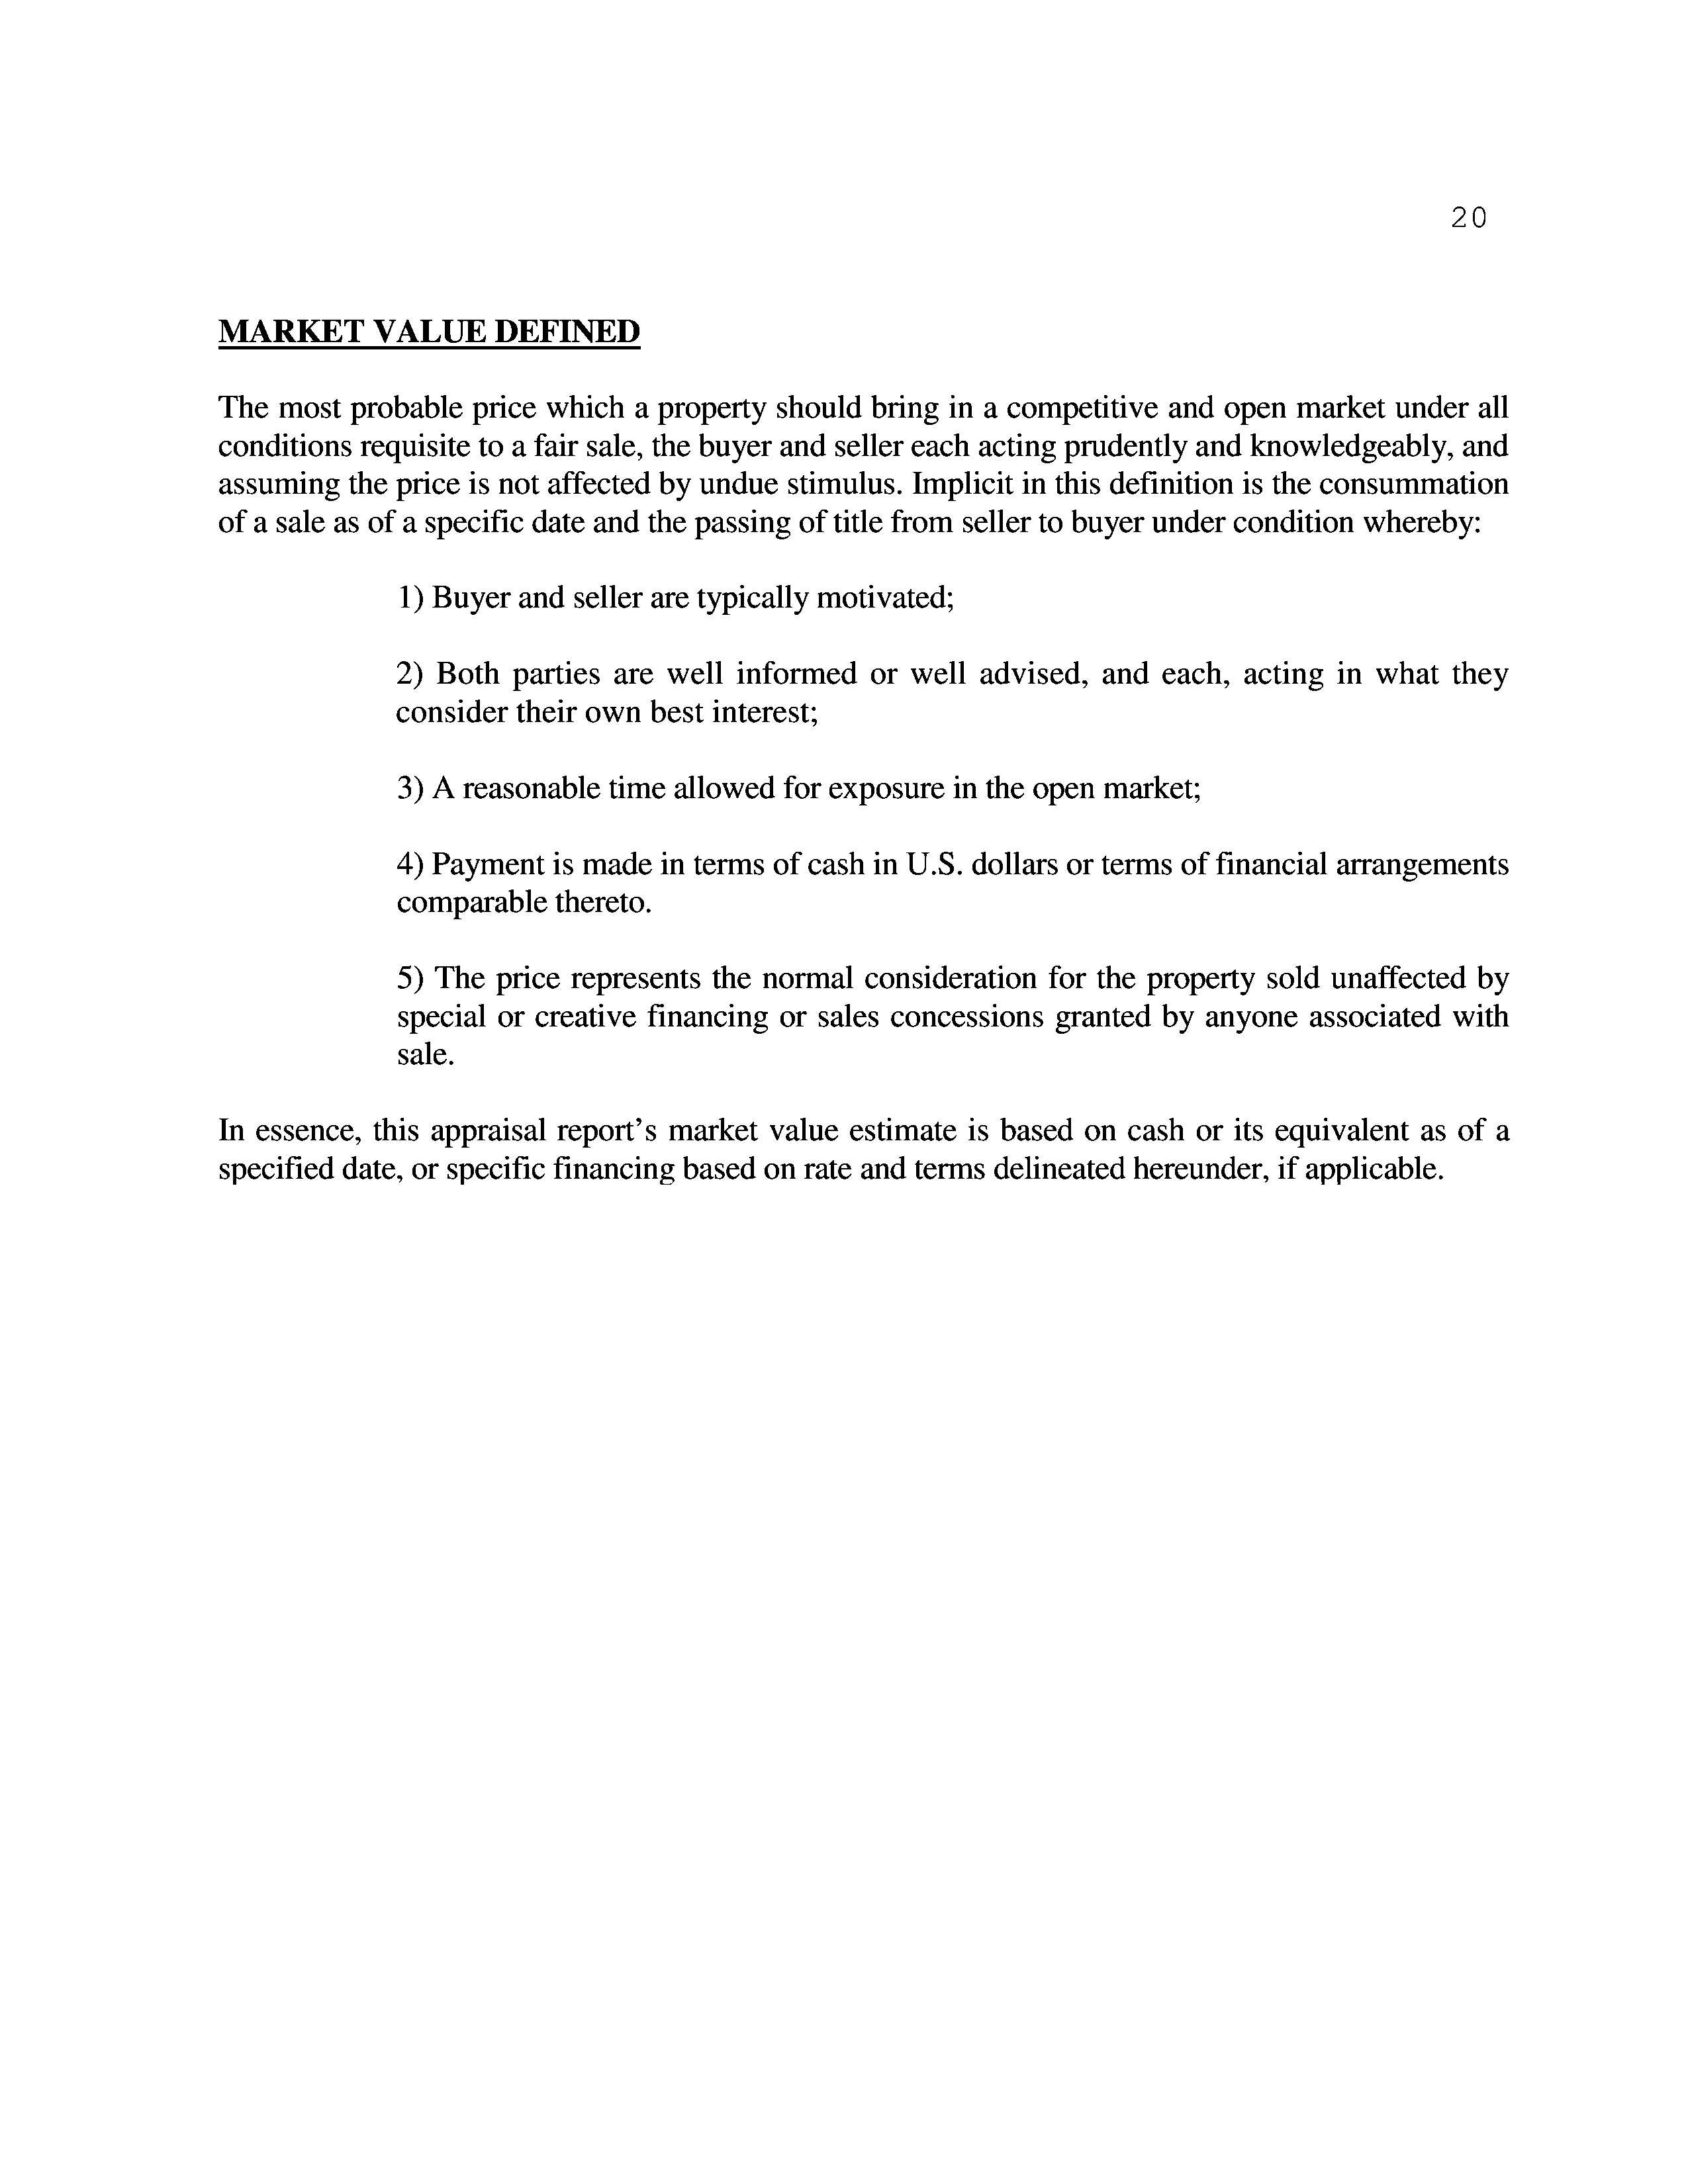 20
MARKET VALUE DEFINED
The most probable price which a property should bring in a competitive and open market under all
conditions requisite to a fair sale, the buyer and seller each acting prudently and knowledgeably, and
assuming the price is not affected by undue stimulus. Implicit in this definition is the consummation
of a sale as of a specific date and the passing of title from seller to buyer under condition whereby:
1) Buyer and seller are typically motivated;
2) Both parties are well informed or well advised, and each, acting in what they
consider their own best interest;
3) A reasonable time allowed for exposure in the open market;
4) Payment is made in terms of cash in U.S. dollars or terms of financial arrangements
comparable thereto.
5) The price represents the normal consideration for the property sold unaffected by
special or creative financing or sales concessions granted by anyone associated with
sale.
In essence, this appraisal report’s market value estimate is based on cash or its equivalent as of a
specified date, or specific financing based on rate and terms delineated hereunder, if applicable.